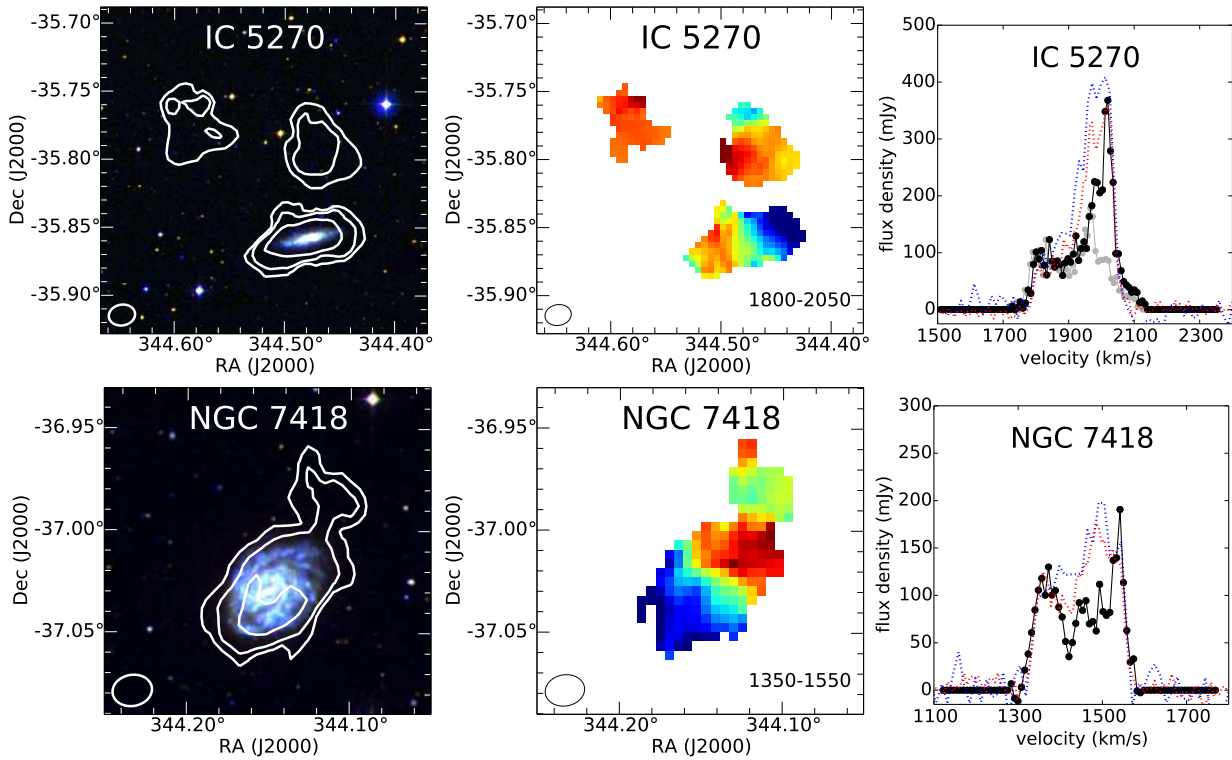 IC 5270
-35.70°
-35.75°
-35.80°
-35.85°
-35.90°
Dec (J2000)
344.60° 344.50° 344.40°
RA (J2000)
IC 5270
-35.70°
-35.75°
-35.80°
-35.85°
-35.90°
Dec (J2000)
1800-2050
344.60° 344.50° 344.40°
RA (J2000)
IC 5270
500
400
300
200
100
0
flux density (mJy)
1500 1700 1900 2100 2300
velocity (km/s)
NGC 7418
-36.95°
-37.00°
-37.05°
Dec (J2000)
344.20° 344.10°
RA (J2000)
NGC 7418
-36.95°
-37.00°
-37.05°
Dec (J2000)
1350-1550
344.20° 344.10°
RA (J2000)
NGC 7418
300
250
200
150
100
50
0
flux density (mJy)
1100 1300 1500 1700
velocity (km/s)